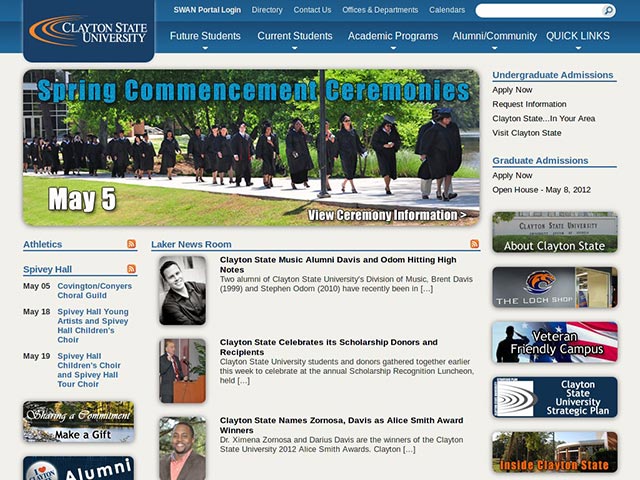 CLAYTON STATE
UNIVERSITY
SWAN Portal Login
Directory
Contact Us
Offices & Departments
Calendars
Future Students
Current Students
Academic Programs
Alumni/Community
QUICK LINKS
Spring Commencement Ceremonies
May 5
View Ceremony Information >
Undergraduate Admissions
Apply Now
Request Information
Clayton State...In Your Area
Visit Clayton State
Graduate Admissions
Apply Now
Open House - May 8, 2012
CLAYTON STATE UNIVERSITY
About Clayton State
THE LOCH SHOP
Veteran
Friendly Campus
Clayton
State
University
Strategic Plan
Inside Clayton State
Athletics
Spivey Hall
May 05 Covington/Conyers
Choral Guild
May 18 Spivey Hall Young
Artists and Spivey
Hall Children's
Choir
May 19 Spivey Hall
Children's Choir
and Spivey Hall
Tour Choir
Sharing a Commitment
Make a Gift
Alumni
Laker News Room
Clayton State Music Alumni Davis and Odom Hitting High
Notes
Two alumni of Clayton State University's Division of Music, Brent Davis
(1999) and Stephen Odom (2010) have recently been in [...]
Clayton State Celebrates its Scholarship Donors and
Recipients
Clayton State University students and donors gathered together earlier
this week to celebrate at the annual Scholarship Recognition Luncheon,
held [...]
Clayton State Names Zornosa, Davis as Alice Smith Award
Winners
Dr. Ximena Zornosa and Darius Davis are the winners of the Clayton
State University 2012 Alice Smith Awards. Clayton [...]